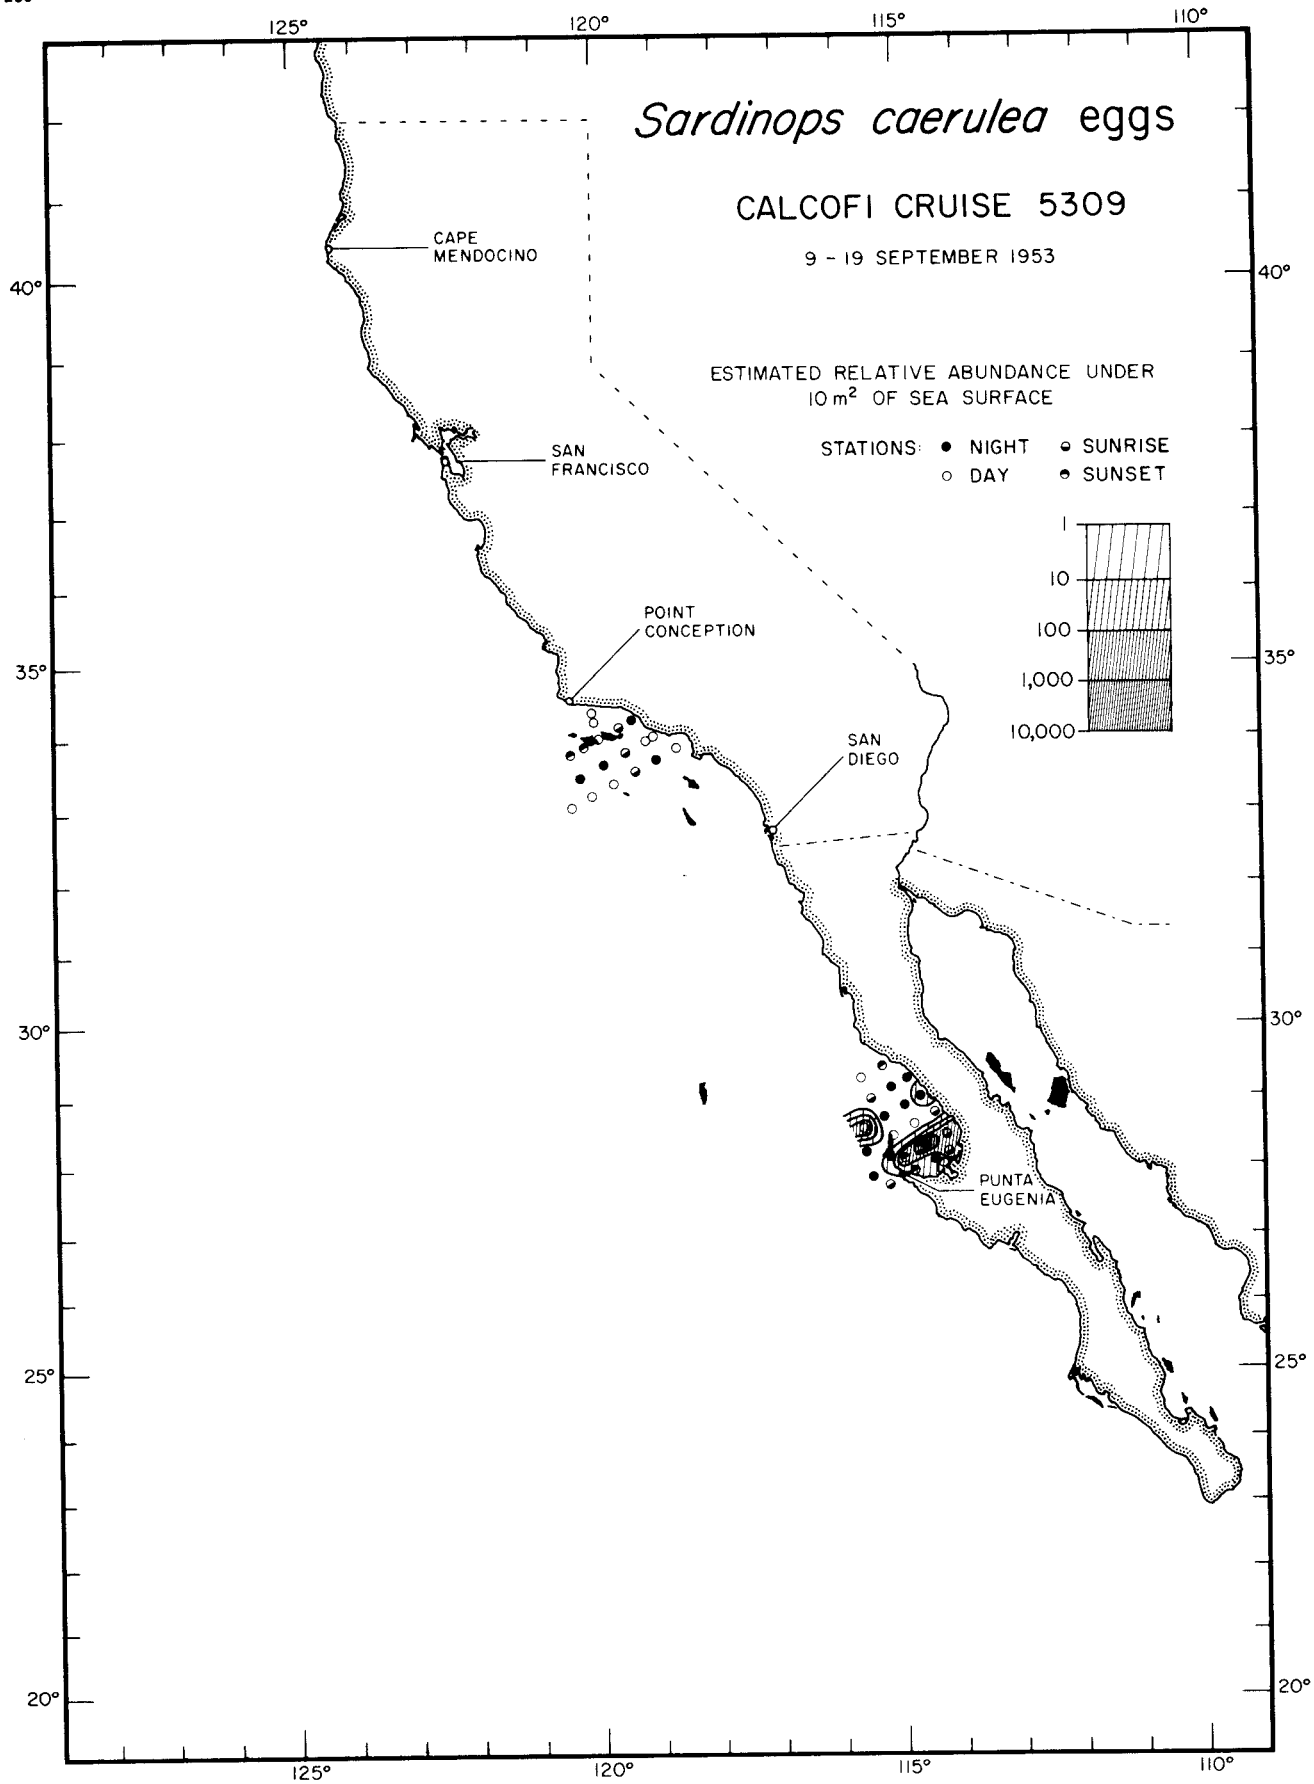 125°
120°
115°
110°
Sardinops caerulea eggs
CALCOFI CRUISE 5309
9 – 19 SEPTEMBER 1953
CAPE
MENDOCINO
40°
40°
ESTIMATED RELATIVE ABUNDANCE UNDER
10 m² OF SEA SURFACE
STATIONS: ● NIGHT ◒ SUNRISE
○ DAY ◓ SUNSET
SAN
FRANCISCO
1
10
100
1,000
10,000
POINT
CONCEPTION
35°
35°
SAN
DIEGO
30°
30°
PUNTA
EUGENIA
25°
25°
20°
20°
125°
120°
115°
110°